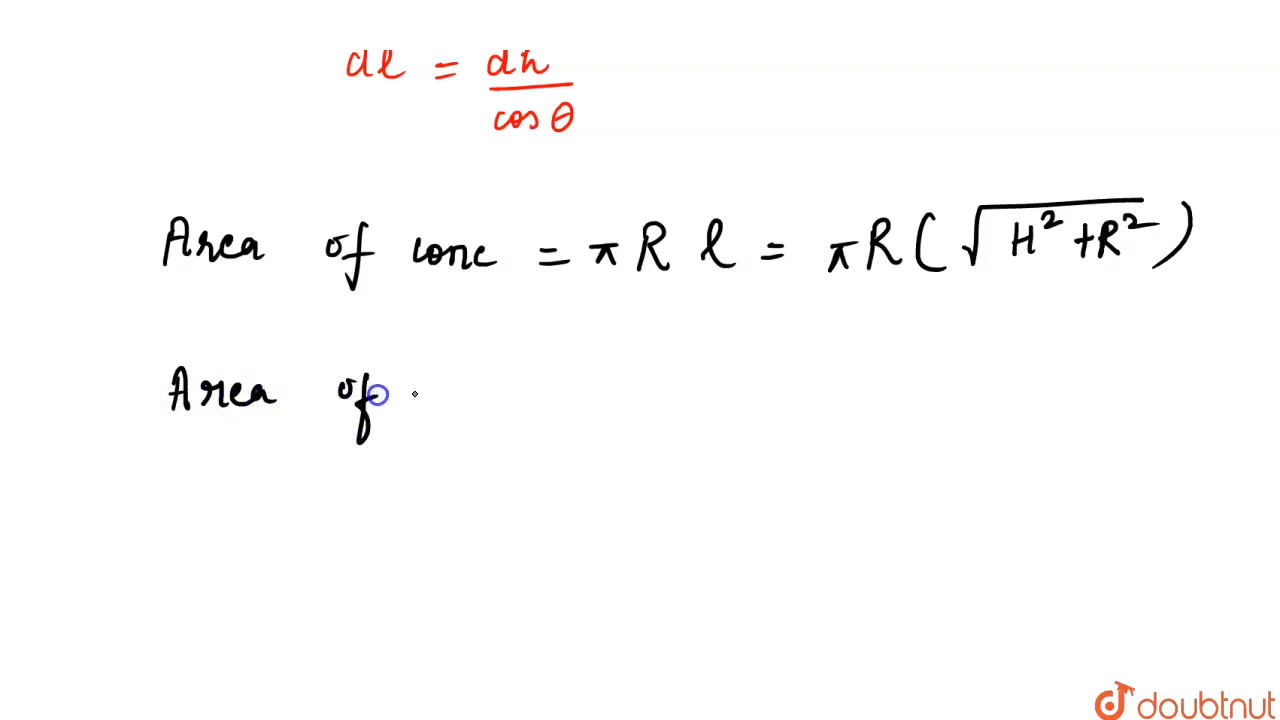 dl = dh / cos θ
Area of cone = π R l = π R ( √ H² + R² )
Area of
doubtnut